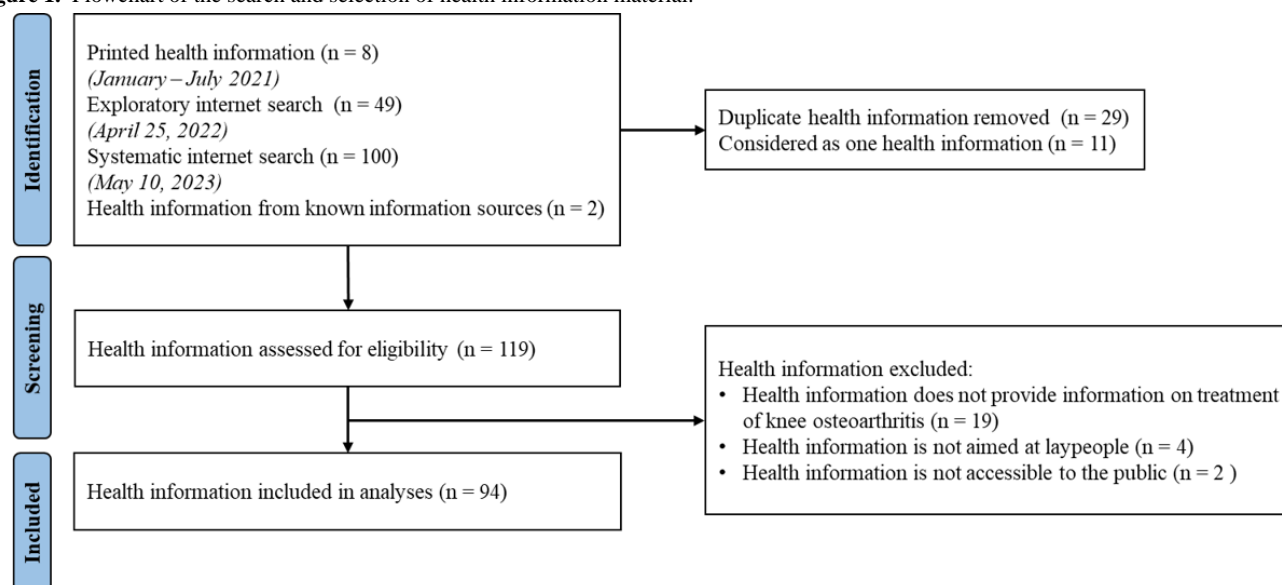 Figure 1. Flowchart of the search and selection of health information material.
Identification
Printed health information (n = 8)
(January – July 2021)
Exploratory internet search (n = 49)
(April 25, 2022)
Systematic internet search (n = 100)
(May 10, 2023)
Health information from known information sources (n = 2)
Duplicate health information removed (n = 29)
Considered as one health information (n = 11)
Screening
Health information assessed for eligibility (n = 119)
Health information excluded:
• Health information does not provide information on treatment
of knee osteoarthritis (n = 19)
• Health information is not aimed at laypeople (n = 4)
• Health information is not accessible to the public (n = 2 )
Included
Health information included in analyses (n = 94)